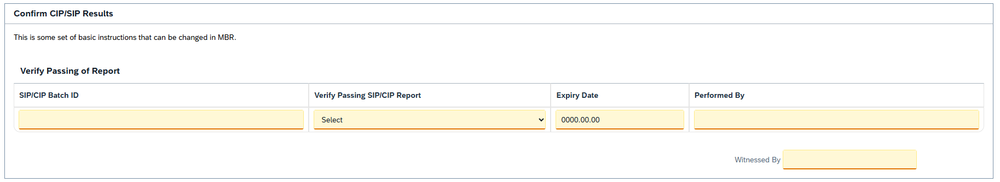 Confirm CIP/SIP Results
This is some set of basic instructions that can be changed in MBR.
Verify Passing of Report
SIP/CIP Batch ID
Verify Passing SIP/CIP Report
Expiry Date
Performed By
Select
0000.00.00
Witnessed By